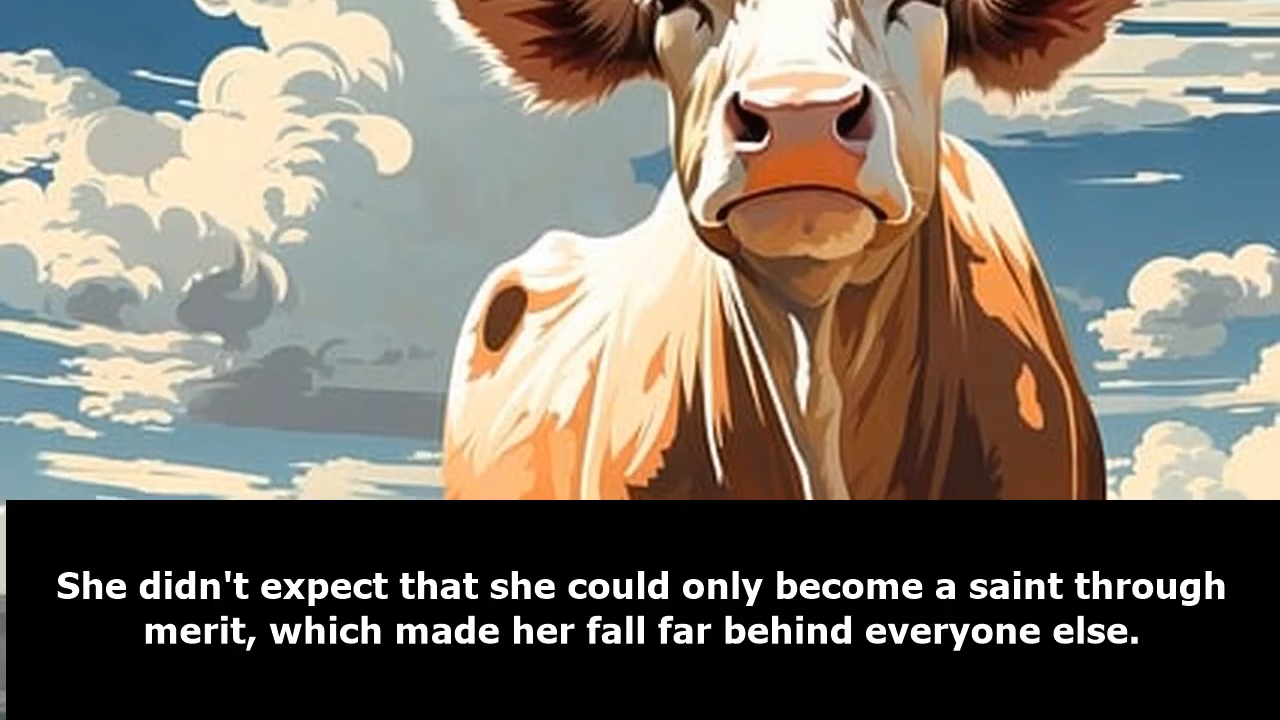 She didn't expect that she could only become a saint through
merit, which made her fall far behind everyone else.